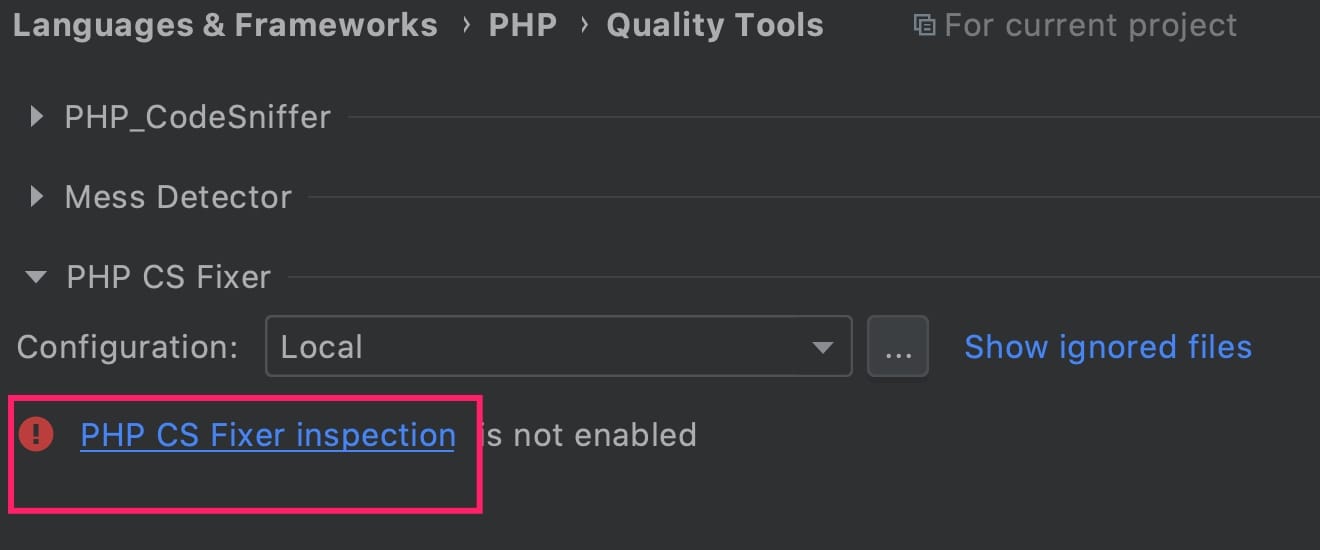 Languages & Frameworks › PHP › Quality Tools For current project
PHP_CodeSniffer
Mess Detector
PHP CS Fixer
Configuration: Local ... Show ignored files
PHP CS Fixer inspection is not enabled